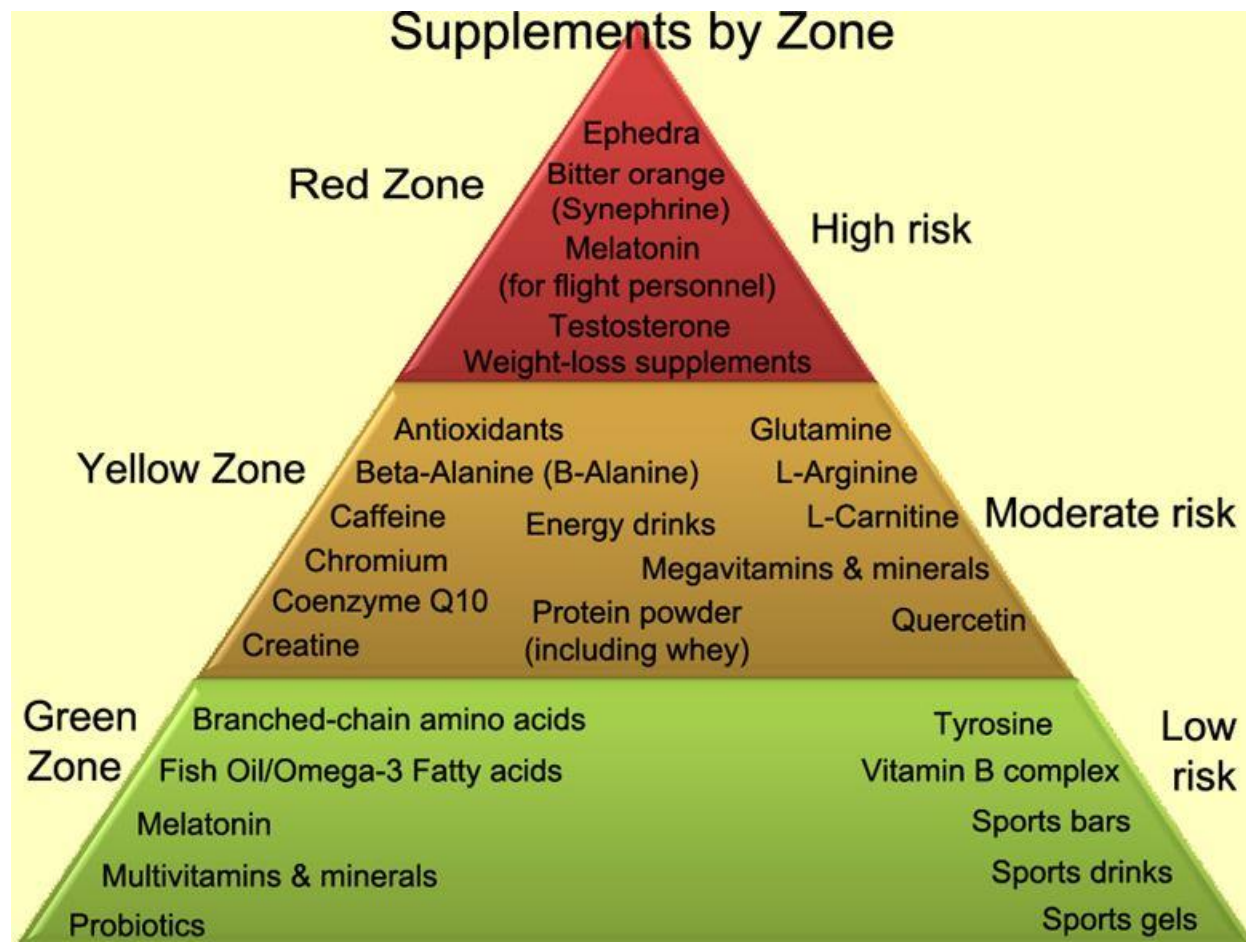 Supplements by Zone
Red Zone
Ephedra
Bitter orange
(Synephrine)
Melatonin
(for flight personnel)
Testosterone
Weight-loss supplements
High risk
Yellow Zone
Antioxidants
Beta-Alanine (B-Alanine)
Caffeine
Chromium
Coenzyme Q10
Creatine
Energy drinks
Protein powder
(including whey)
Glutamine
L-Arginine
L-Carnitine
Megavitamins & minerals
Quercetin
Moderate risk
Green
Zone
Branched-chain amino acids
Fish Oil/Omega-3 Fatty acids
Melatonin
Multivitamins & minerals
Probiotics
Tyrosine
Vitamin B complex
Sports bars
Sports drinks
Sports gels
Low
risk